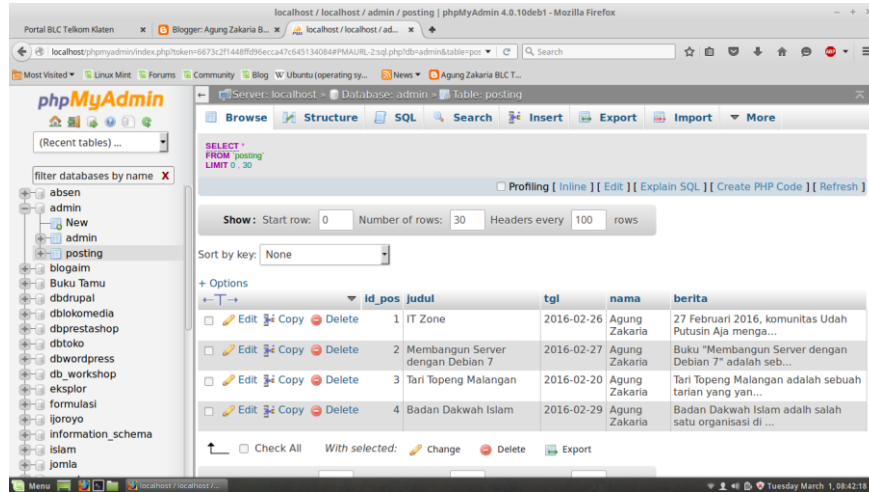 localhost / localhost / admin / posting | phpMyAdmin 4.0.10deb1 - Mozilla Firefox
Portal BLC Telkom Klaten
Blogger: Agung Zakaria B...
localhost / localhost / ad...
localhost/phpmyadmin/index.php?token=6673c2f1448ffd96ecca47c645134084#PMAURL-2:sql.php?db=admin&table=pos
Search
Most Visited
Linux Mint
Forums
Community
Blog
Ubuntu (operating sy...
News
Agung Zakaria BLC T...
phpMyAdmin
(Recent tables) ...
filter databases by name X
absen
admin
New
admin
posting
blogaim
Buku Tamu
dbdrupal
dblokomedia
dbprestashop
dbtoko
dbwordpress
db_workshop
eksplor
formulasi
ijoroyo
information_schema
islam
jomla
Server: localhost » Database: admin » Table: posting
Browse Structure SQL Search Insert Export Import More
SELECT *
FROM `posting`
LIMIT 0 , 30
Profiling [ Inline ] [ Edit ] [ Explain SQL ] [ Create PHP Code ] [ Refresh ]
Show : Start row: 0 Number of rows: 30 Headers every 100 rows
Sort by key: None
+ Options
←T→ id_pos judul tgl nama berita
Edit Copy Delete 1 IT Zone 2016-02-26 Agung Zakaria 27 Februari 2016, komunitas Udah
Putusin Aja menga...
Edit Copy Delete 2 Membangun Server dengan Debian 7 2016-02-27 Agung Zakaria Buku "Membangun Server dengan
Debian 7" adalah seb...
Edit Copy Delete 3 Tari Topeng Malangan 2016-02-20 Agung Zakaria Tari Topeng Malangan adalah sebuah
tarian yang yan...
Edit Copy Delete 4 Badan Dakwah Islam 2016-02-29 Agung Zakaria Badan Dakwah Islam adalh salah
satu organisasi di ...
Check All With selected: Change Delete Export
Menu
localhost / localhost /...
Tuesday March 1, 08:42:18